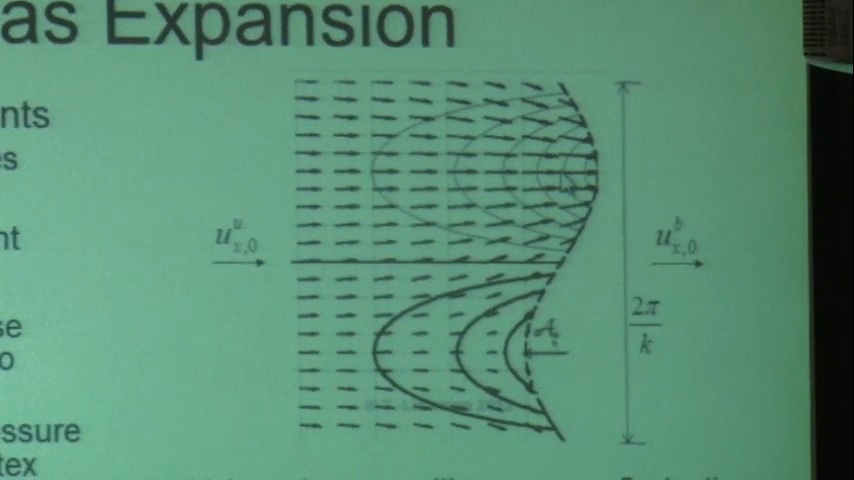 as Expansion
nts
es
nt
u^u_{x,0}
u^b_{x,0}
se
2π/k
o
ssure
tex